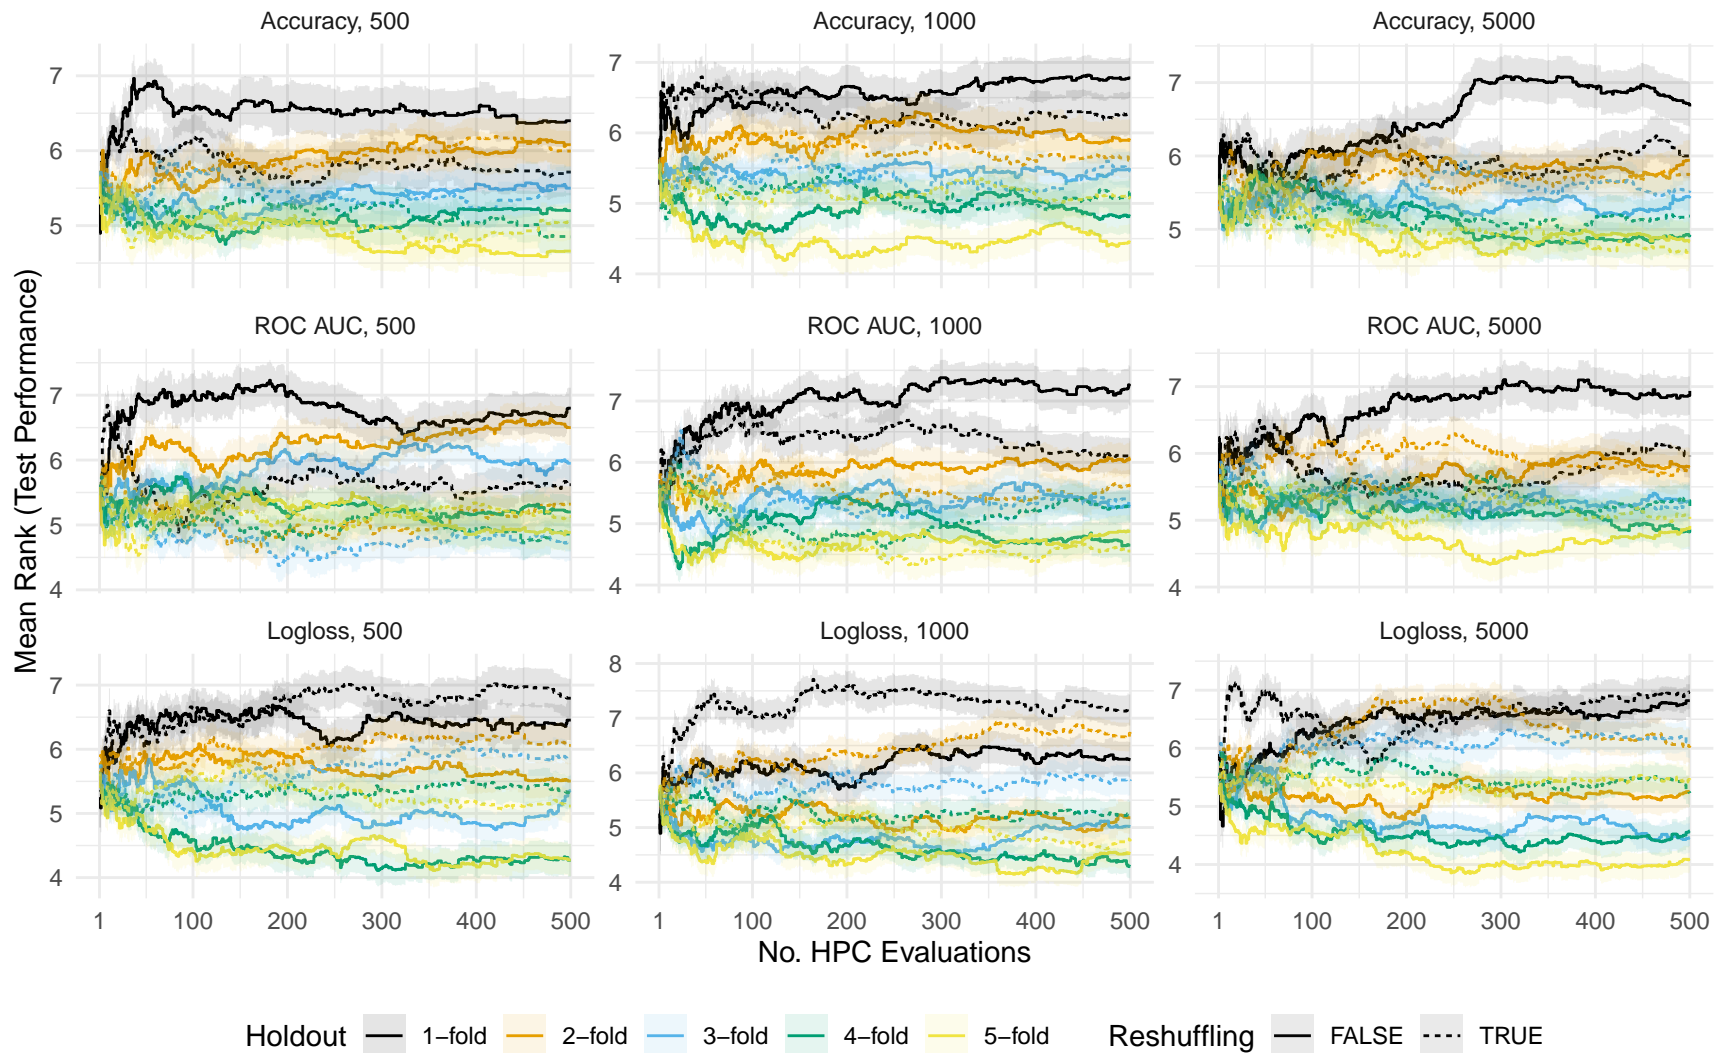 Accuracy, 500
Accuracy, 1000
Accuracy, 5000
7
6
5
7
6
5
4
7
6
5
ROC AUC, 500
ROC AUC, 1000
ROC AUC, 5000
7
6
5
4
7
6
5
4
7
6
5
4
Logloss, 500
Logloss, 1000
Logloss, 5000
7
6
5
4
8
7
6
5
4
7
6
5
4
1 100 200 300 400 500
1 100 200 300 400 500
1 100 200 300 400 500
Mean Rank (Test Performance)
No. HPC Evaluations
Holdout 1−fold 2−fold 3−fold 4−fold 5−fold Reshuffling FALSE TRUE